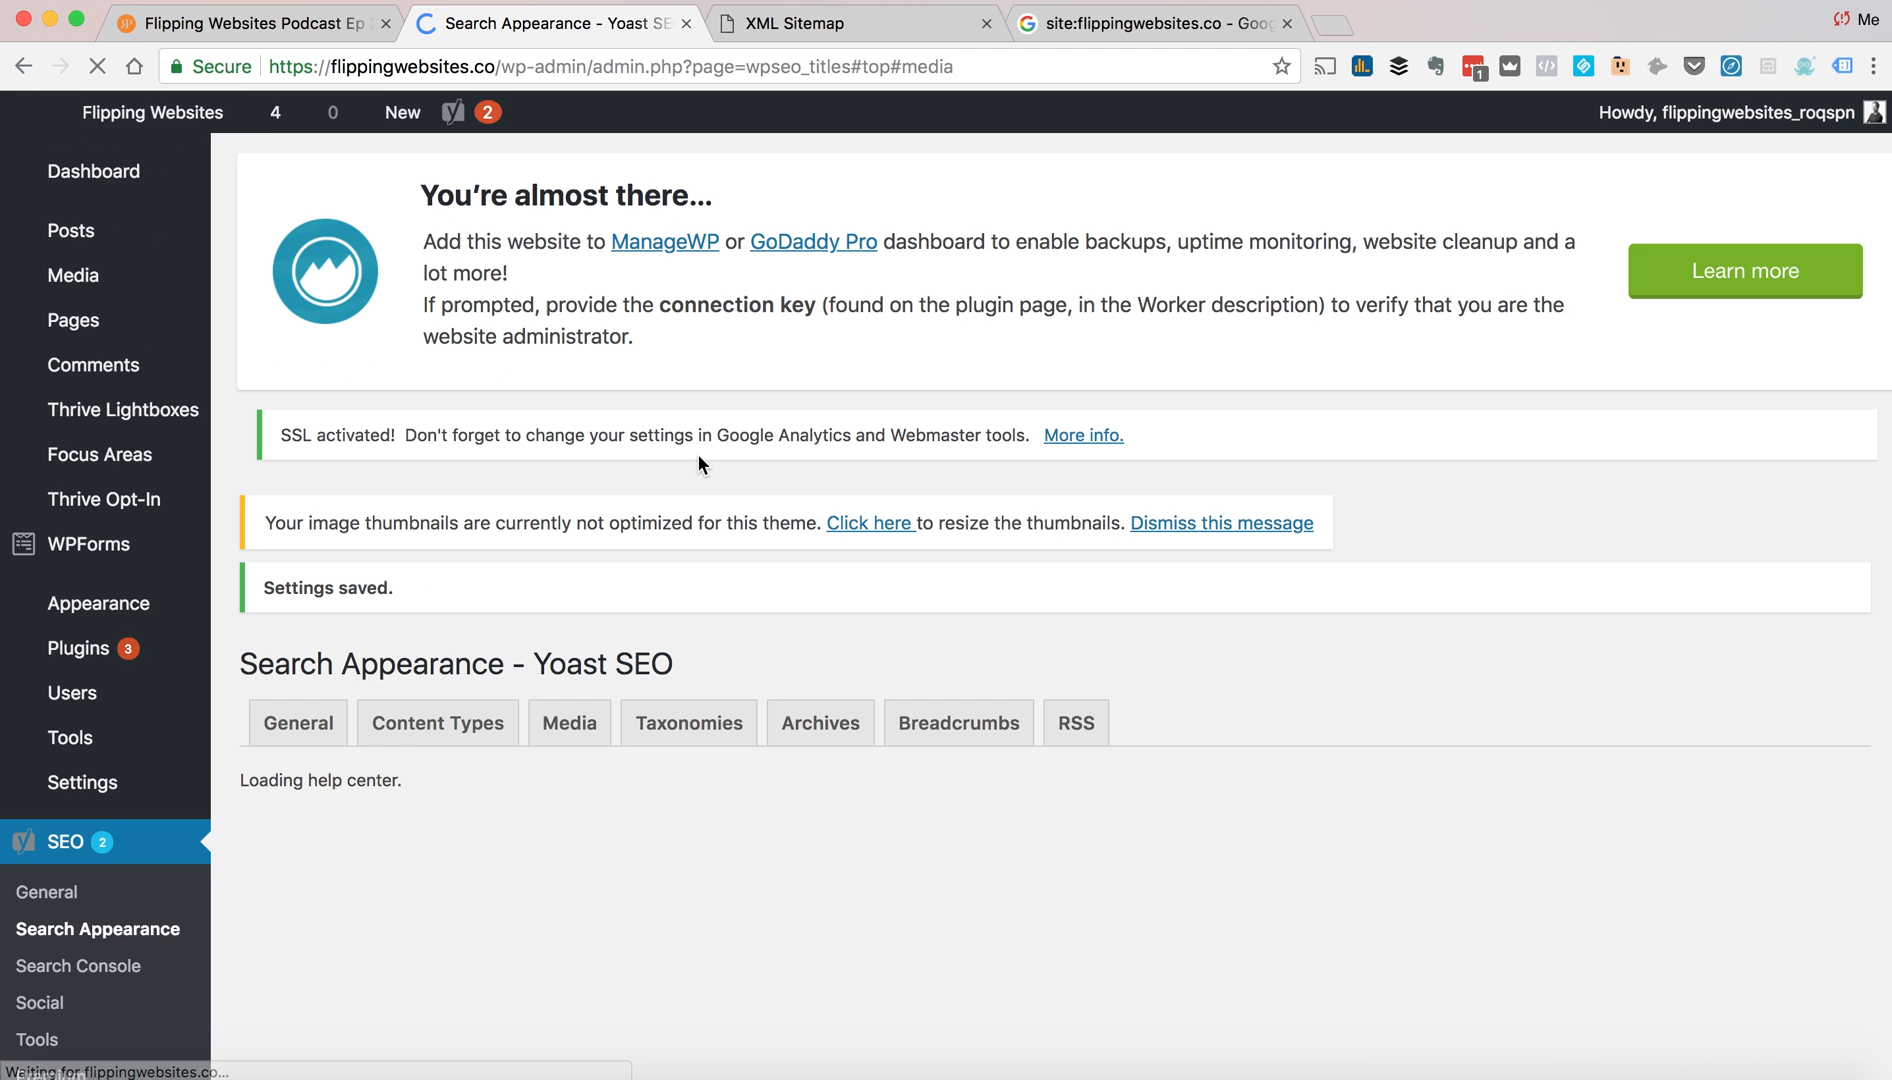 Flipping Websites Podcast Ep
Search Appearance - Yoast SE
XML Sitemap
site:flippingwebsites.co - Goog
Me
Secure
https://flippingwebsites.co/wp-admin/admin.php?page=wpseo_titles#top#media
1
Flipping Websites
4
0
New
2
Howdy, flippingwebsites_roqspn
Dashboard
Posts
Media
Pages
Comments
Thrive Lightboxes
Focus Areas
Thrive Opt-In
WPForms
Appearance
Plugins 3
Users
Tools
Settings
SEO 2
General
Search Appearance
Search Console
Social
Tools
Premium
Waiting for flippingwebsites.co...
You're almost there...
Add this website to ManageWP or GoDaddy Pro dashboard to enable backups, uptime monitoring, website cleanup and a
lot more!
If prompted, provide the connection key (found on the plugin page, in the Worker description) to verify that you are the
website administrator.
Learn more
SSL activated! Don't forget to change your settings in Google Analytics and Webmaster tools. More info.
Your image thumbnails are currently not optimized for this theme. Click here to resize the thumbnails. Dismiss this message
Settings saved.
Search Appearance - Yoast SEO
General
Content Types
Media
Taxonomies
Archives
Breadcrumbs
RSS
Loading help center.